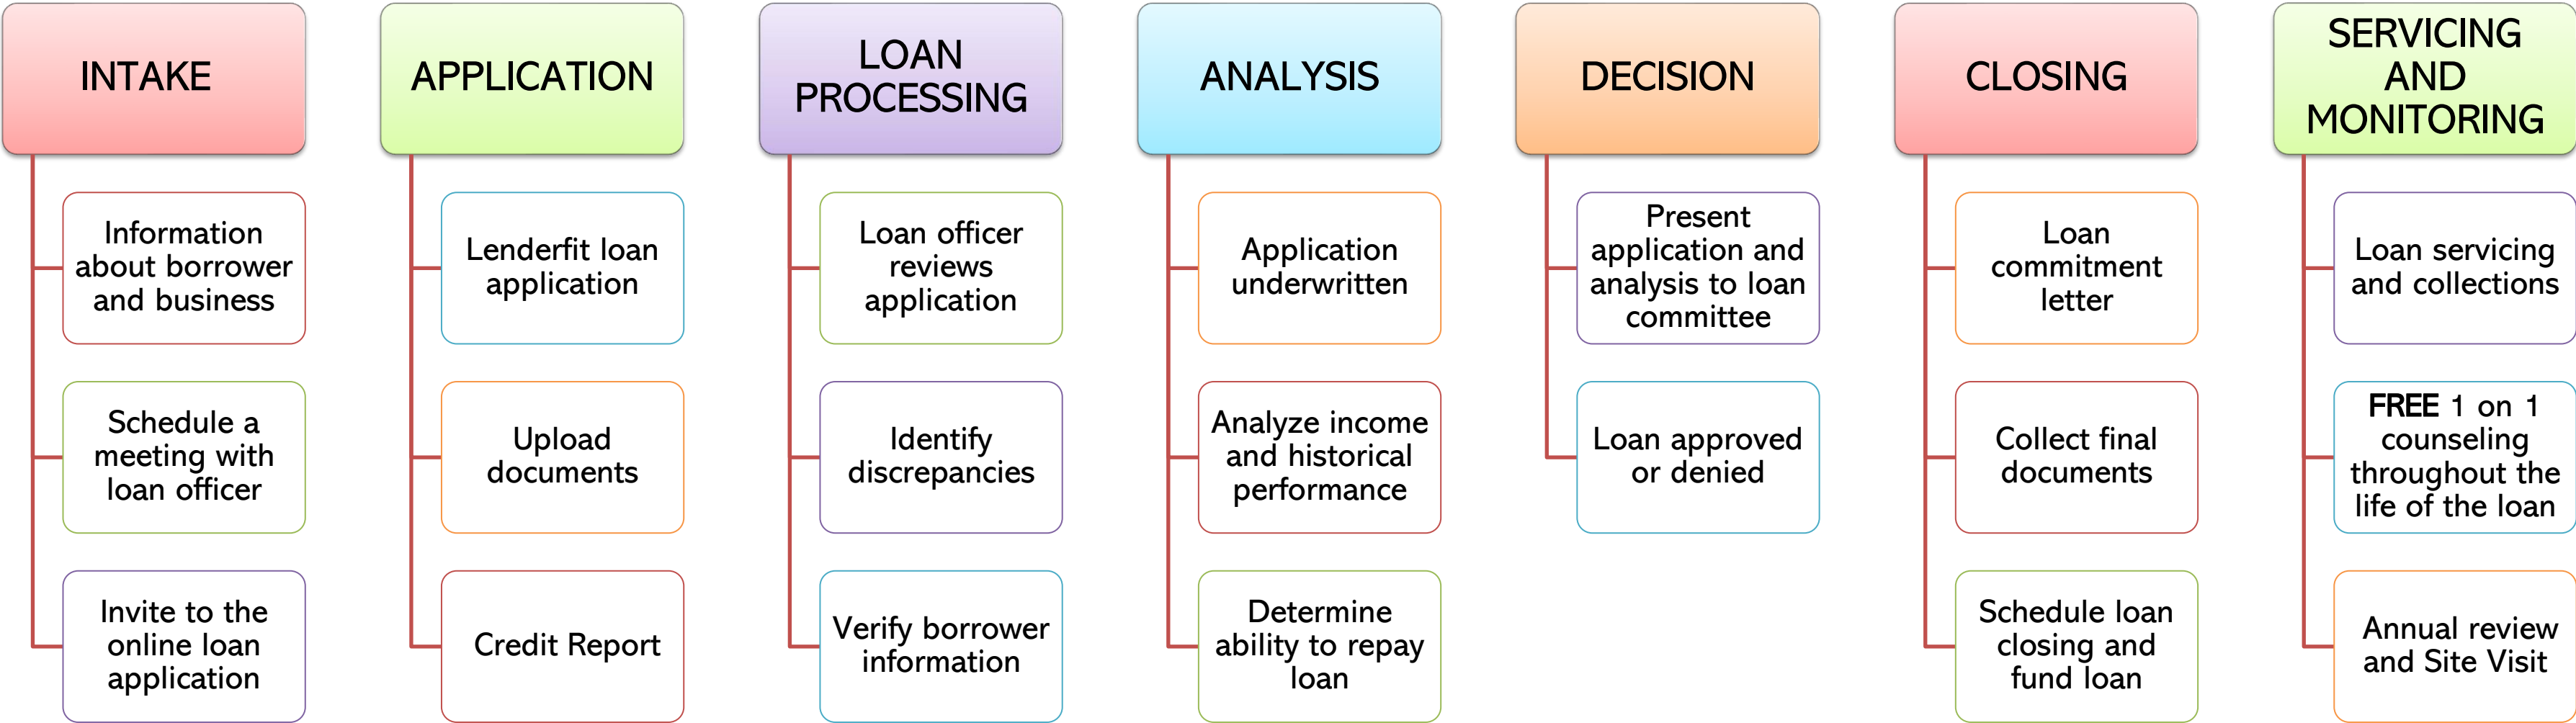 INTAKE
Information
about borrower
and business
Schedule a
meeting with
loan officer
Invite to the
online loan
application
APPLICATION
Lenderfit loan
application
Upload
documents
Credit Report
LOAN
PROCESSING
Loan officer
reviews
application
Identify
discrepancies
Verify borrower
information
ANALYSIS
Application
underwritten
Analyze income
and historical
performance
Determine
ability to repay
loan
DECISION
Present
application and
analysis to loan
committee
Loan approved
or denied
CLOSING
Loan
commitment
letter
Collect final
documents
Schedule loan
closing and
fund loan
SERVICING
AND
MONITORING
Loan servicing
and collections
FREE 1 on 1
counseling
throughout the
life of the loan
Annual review
and Site Visit